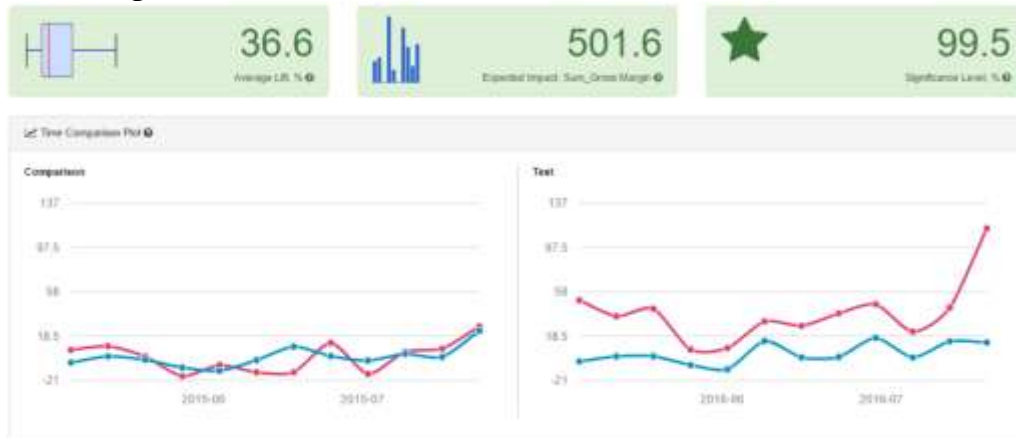 36.6
Average Lift, %
501.6
Expected Impact: Sum_Gross Margin
99.5
Significance Level, %
Time Comparison Plot
Comparison
137
97.5
58
18.5
-21
2015-06
2015-07
Test
137
97.5
58
18.5
-21
2016-06
2016-07